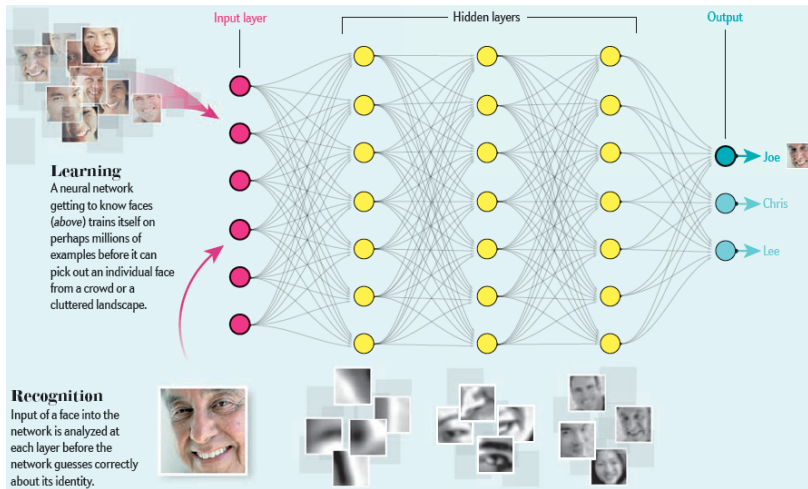 Input layer
Hidden layers
Output
Learning
A neural network
getting to know faces
(above) trains itself on
perhaps millions of
examples before it can
pick out an individual face
from a crowd or a
cluttered landscape.
Joe
Chris
Lee
Recognition
Input of a face into the
network is analyzed at
each layer before the
network guesses correctly
about its identity.